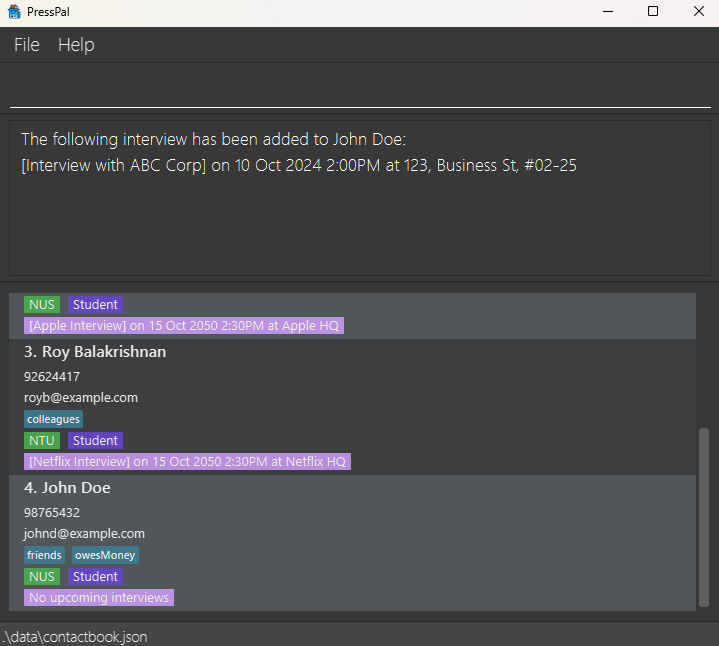 PressPal
File Help
The following interview has been added to John Doe:
[Interview with ABC Corp] on 10 Oct 2024 2:00PM at 123, Business St, #02-25
NUS Student
[Apple Interview] on 15 Oct 2050 2:30PM at Apple HQ
3. Roy Balakrishnan
92624417
royb@example.com
colleagues
NTU Student
[Netflix Interview] on 15 Oct 2050 2:30PM at Netflix HQ
4. John Doe
98765432
johnd@example.com
friends owesMoney
NUS Student
No upcoming interviews
.\data\contactbook.json